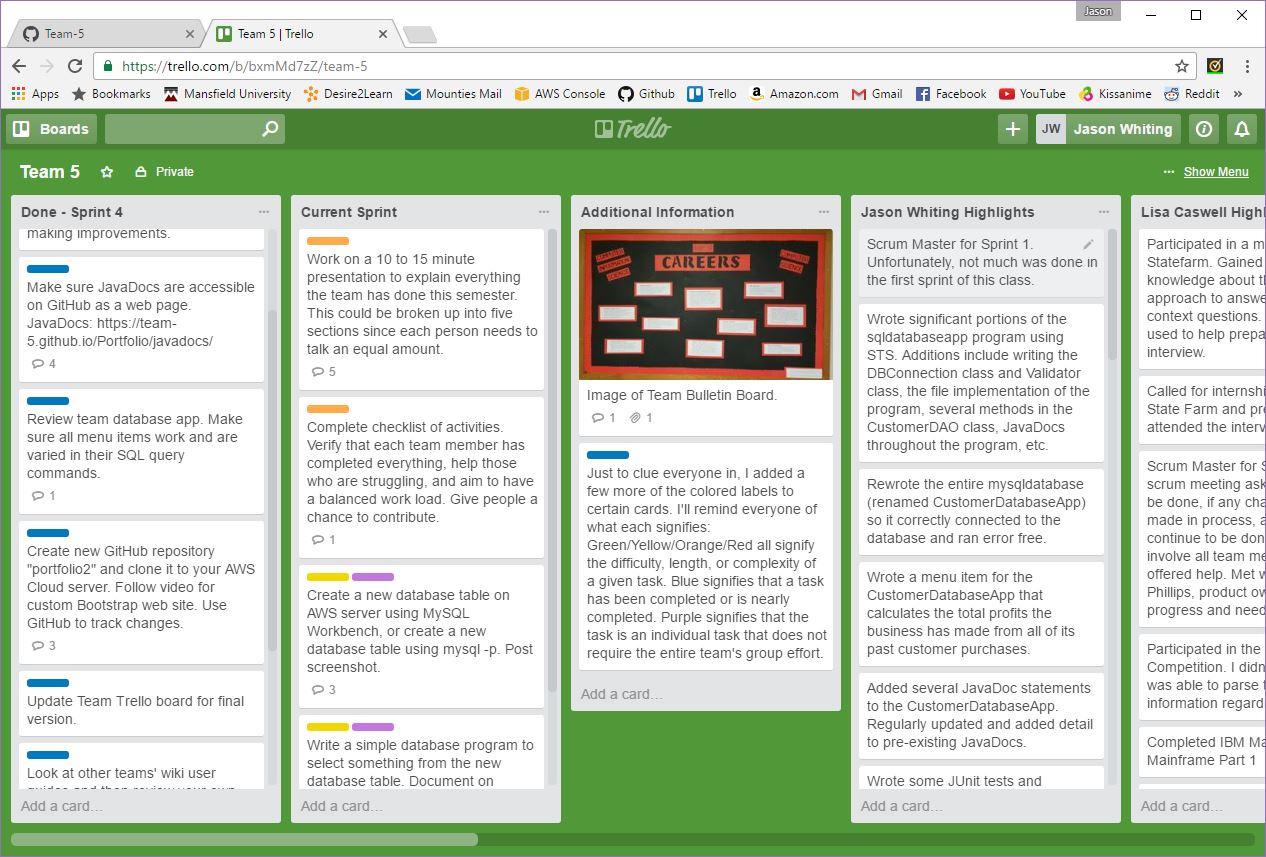 Jason
Team-5
Team 5 | Trello
https://trello.com/b/bxmMd7zZ/team-5
Apps
Bookmarks
Mansfield University
Desire2Learn
Mounties Mail
AWS Console
Github
Trello
Amazon.com
Gmail
Facebook
YouTube
Kissanime
Reddit
»
Boards
Trello
JW
Jason Whiting
Team 5
Private
Show Menu
Done - Sprint 4
making improvements.
Make sure JavaDocs are accessible
on GitHub as a web page.
JavaDocs: https://team-
5.github.io/Portfolio/javadocs/
4
Review team database app. Make
sure all menu items work and are
varied in their SQL query
commands.
1
Create new GitHub repository
"portfolio2" and clone it to your AWS
Cloud server. Follow video for
custom Bootstrap web site. Use
GitHub to track changes.
3
Update Team Trello board for final
version.
Look at other teams' wiki user
Add a card...
Current Sprint
Work on a 10 to 15 minute
presentation to explain everything
the team has done this semester.
This could be broken up into five
sections since each person needs to
talk an equal amount.
5
Complete checklist of activities.
Verify that each team member has
completed everything, help those
who are struggling, and aim to have
a balanced work load. Give people a
chance to contribute.
1
Create a new database table on
AWS server using MySQL
Workbench, or create a new
database table using mysql -p. Post
screenshot.
3
Write a simple database program to
select something from the new
database table. Document on
Add a card...
Additional Information
CAREERS
Image of Team Bulletin Board.
1
1
Just to clue everyone in, I added a
few more of the colored labels to
certain cards. I'll remind everyone of
what each signifies:
Green/Yellow/Orange/Red all signify
the difficulty, length, or complexity of
a given task. Blue signifies that a task
has been completed or is nearly
completed. Purple signifies that the
task is an individual task that does not
require the entire team's group effort.
Add a card...
Jason Whiting Highlights
Scrum Master for Sprint 1.
Unfortunately, not much was done in
the first sprint of this class.
Wrote significant portions of the
sqldatabaseapp program using
STS. Additions include writing the
DBConnection class and Validator
class, the file implementation of the
program, several methods in the
CustomerDAO class, JavaDocs
throughout the program, etc.
Rewrote the entire mysqldatabase
(renamed CustomerDatabaseApp)
so it correctly connected to the
database and ran error free.
Wrote a menu item for the
CustomerDatabaseApp that
calculates the total profits the
business has made from all of its
past customer purchases.
Added several JavaDoc statements
to the CustomerDatabaseApp.
Regularly updated and added detail
to pre-existing JavaDocs.
Wrote some JUnit tests and
Add a card...
Lisa Caswell Highl
Participated in a m
Statefarm. Gained
knowledge about t
approach to answe
context questions.
used to help prepa
interview.
Called for internshi
State Farm and pre
attended the interv
Scrum Master for S
scrum meeting ask
be done, if any cha
made in process, a
continue to be don
involve all team me
offered help. Met w
Phillips, product ow
progress and need
Participated in the
Competition. I didn
was able to parse t
information regard
Completed IBM Ma
Mainframe Part 1
Add a card...